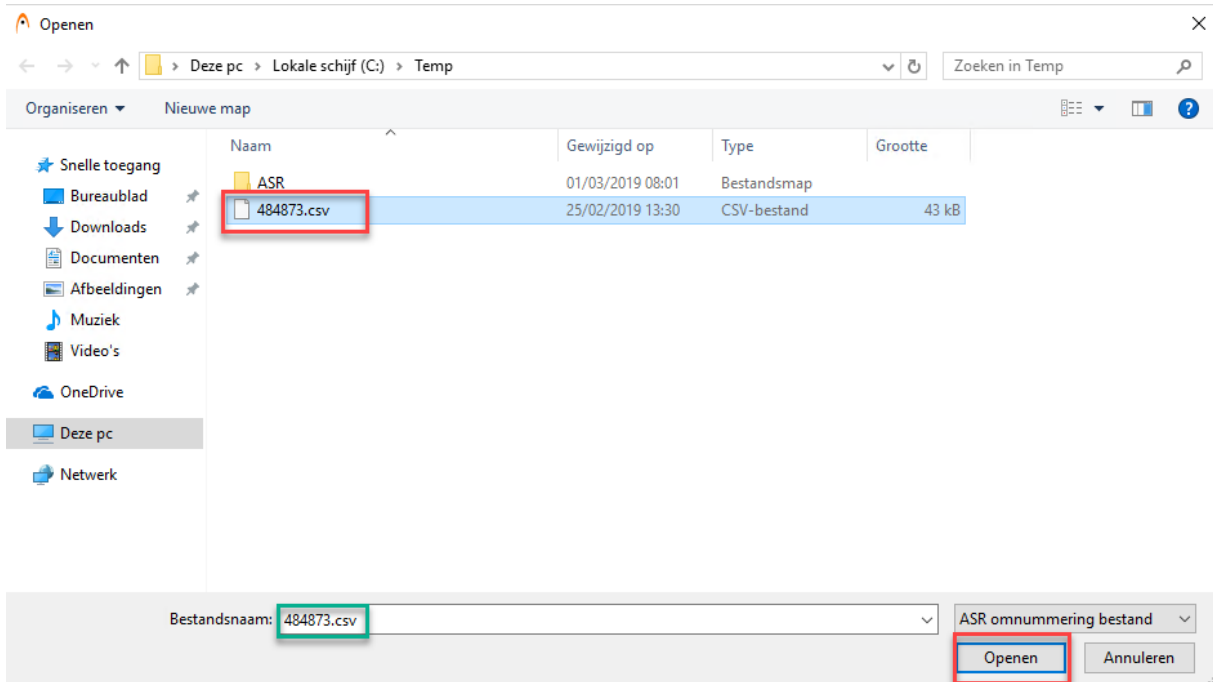 Openen
Deze pc > Lokale schijf (C:) > Temp
Zoeken in Temp
Organiseren
Nieuwe map
Naam
Gewijzigd op
Type
Grootte
Snelle toegang
Bureaublad
Downloads
Documenten
Afbeeldingen
Muziek
Video's
OneDrive
Deze pc
Netwerk
ASR 01/03/2019 08:01 Bestandsmap
484873.csv 25/02/2019 13:30 CSV-bestand 43 kB
Bestandsnaam: 484873.csv
ASR omnummering bestand
Openen
Annuleren